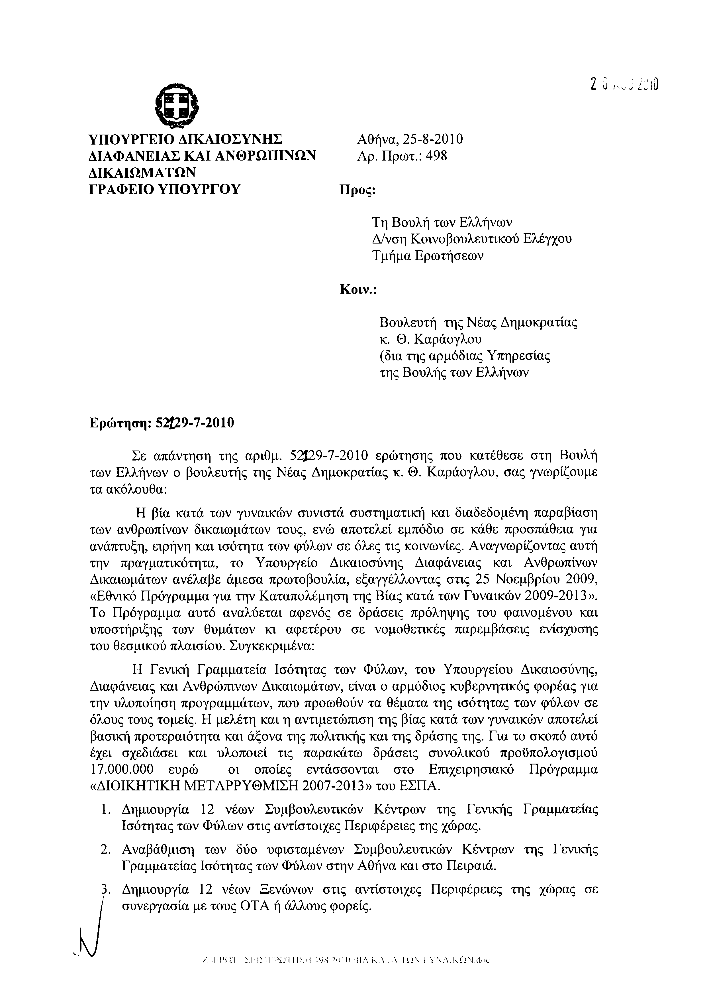 2010
ΥΠΟΥΡΓΕΙΟ ΔΙΚΑΙΟΣΥΝΗΣ
ΔΙΑΦΑΝΕΙΑΣ ΚΑΙ ΑΝΘΡΩΠΙΝΩΝ
ΔΙΚΑΙΩΜΑΤΩΝ
ΓΡΑΦΕΙΟ ΥΠΟΥΡΓΟΥ
Αθήνα, 25-8-2010
Αρ. Πρωτ.: 498
Προς:
Τη Βουλή των Ελλήνων
Δ/νση Κοινοβουλευτικού Ελέγχου
Τμήμα Ερωτήσεων
Κοιν.:
Βουλευτή της Νέας Δημοκρατίας
κ. Θ. Καράογλου
(δια της αρμόδιας Υπηρεσίας
της Βουλής των Ελλήνων
Ερώτηση:
Σε απάντηση της αριθμ. ερώτησης που κατέθεσε στη Βουλή
των Ελλήνων ο βουλευτής της Νέας Δημοκρατίας κ. Θ. Καράογλου, σας γνωρίζουμε
τα ακόλουθα:
Η βία κατά των γυναικών συνιστά συστηματική και διαδεδομένη παραβίαση
των ανθρωπίνων δικαιωμάτων τους, ενώ αποτελεί εμπόδιο σε κάθε προσπάθεια για
ανάπτυξη, ειρήνη και ισότητα των φύλων σε όλες τις κοινωνίες. Αναγνωρίζοντας αυτή
την πραγματικότητα, το Υπουργείο Δικαιοσύνης Διαφάνειας και Ανθρωπίνων
Δικαιωμάτων ανέλαβε άμεσα πρωτοβουλία, εξαγγέλλοντας στις 25 Νοεμβρίου 2009,
«Εθνικό Πρόγραμμα για την Καταπολέμηση της Βίας κατά των Γυναικών 2009-2013».
Το Πρόγραμμα αυτό αναλύεται αφενός σε δράσεις πρόληψης του φαινομένου και
υποστήριξης των θυμάτων κι αφετέρου σε νομοθετικές παρεμβάσεις ενίσχυσης
του θεσμικού πλαισίου. Συγκεκριμένα:
Η Γενική Γραμματεία Ισότητας των Φύλων, του Υπουργείου Δικαιοσύνης,
Διαφάνειας και Ανθρώπινων Δικαιωμάτων, είναι ο αρμόδιος κυβερνητικός φορέας για
την υλοποίηση προγραμμάτων, που προωθούν τα θέματα της ισότητας των φύλων σε
όλους τους τομείς. Η μελέτη και η αντιμετώπιση της βίας κατά των γυναικών αποτελεί
βασική προτεραιότητα και άξονα της πολιτικής και της δράσης της. Για το σκοπό αυτό
έχει σχεδιάσει και υλοποιεί τις παρακάτω δράσεις συνολικού προϋπολογισμού
17.000.000 ευρώ οι οποίες εντάσσονται στο Επιχειρησιακό Πρόγραμμα
«ΔΙΟΙΚΗΤΙΚΗ ΜΕΤΑΡΡΥΘΜΙΣΗ 2007-2013» του ΕΣΠΑ.
1. Δημιουργία 12 νέων Συμβουλευτικών Κέντρων της Γενικής Γραμματείας
Ισότητας των Φύλων στις αντίστοιχες Περιφέρειες της χώρας.
2. Αναβάθμιση των δύο υφισταμένων Συμβουλευτικών Κέντρων της Γενικής
Γραμματείας Ισότητας των Φύλων στην Αθήνα και στο Πειραιά.
3. Δημιουργία 12 νέων Ξενώνων στις αντίστοιχες Περιφέρειες της χώρας σε
συνεργασία με τους ΟΤΑ ή άλλους φορείς.
Z:\ΕΡΩΤΗΣΕΙΣ\ΕΡΩΤΗΣΗ 498 2010 ΒΙΑ ΚΑΤΑ ΤΩΝ ΓΥΝΑΙΚΩΝ.doc